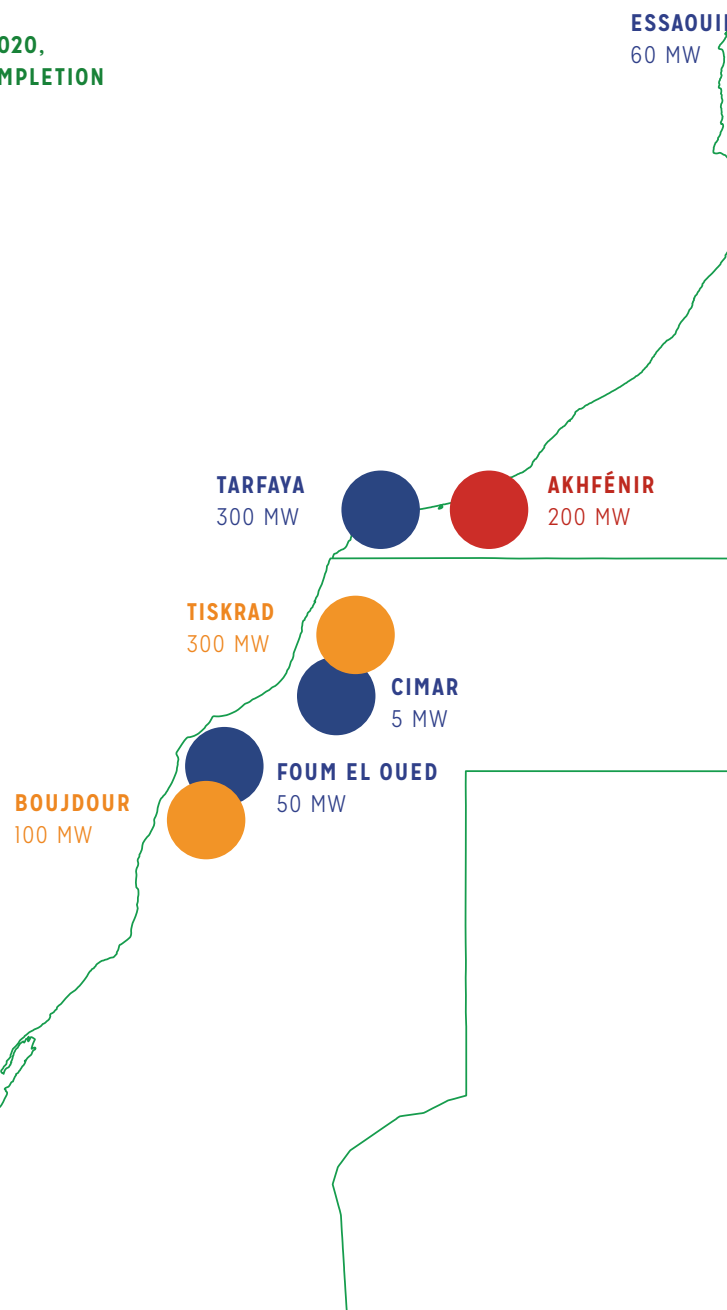 020,
MPLETION
ESSAOUI
60 MW
TARFAYA
300 MW
AKHFÉNIR
200 MW
TISKRAD
300 MW
CIMAR
5 MW
FOUM EL OUED
50 MW
BOUJDOUR
100 MW